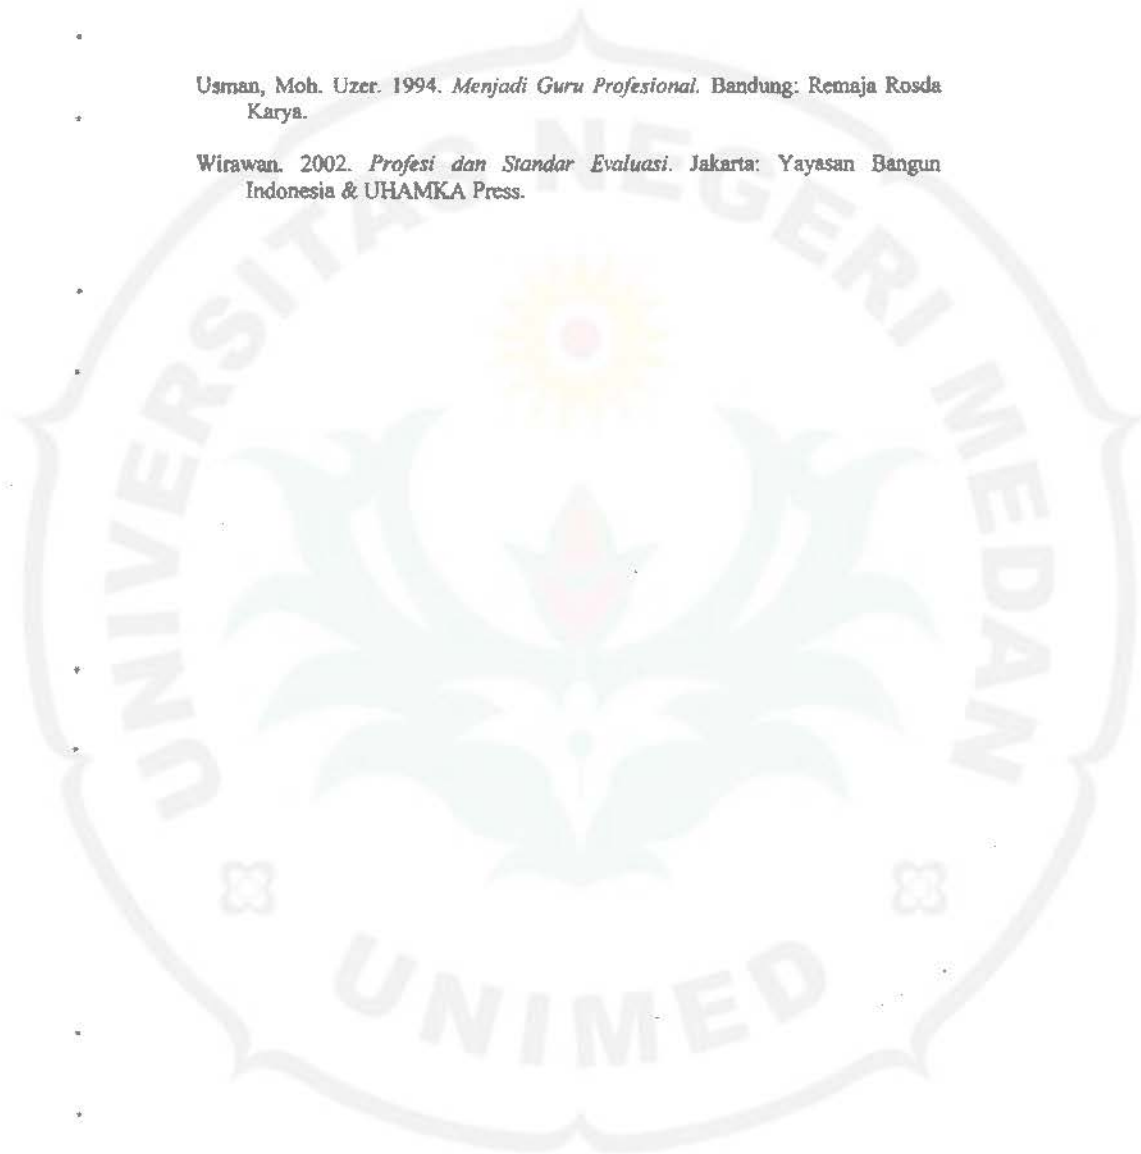 Usman, Moh. Uzer. 1994. Menjadi Guru Profesional. Bandung: Remaja Rosda
Karya.
Wirawan. 2002. Profesi dan Standar Evaluasi. Jakarta: Yayasan Bangun
Indonesia & UHAMKA Press.
UNIVERSITAS NEGERI MEDAN
UNIMED